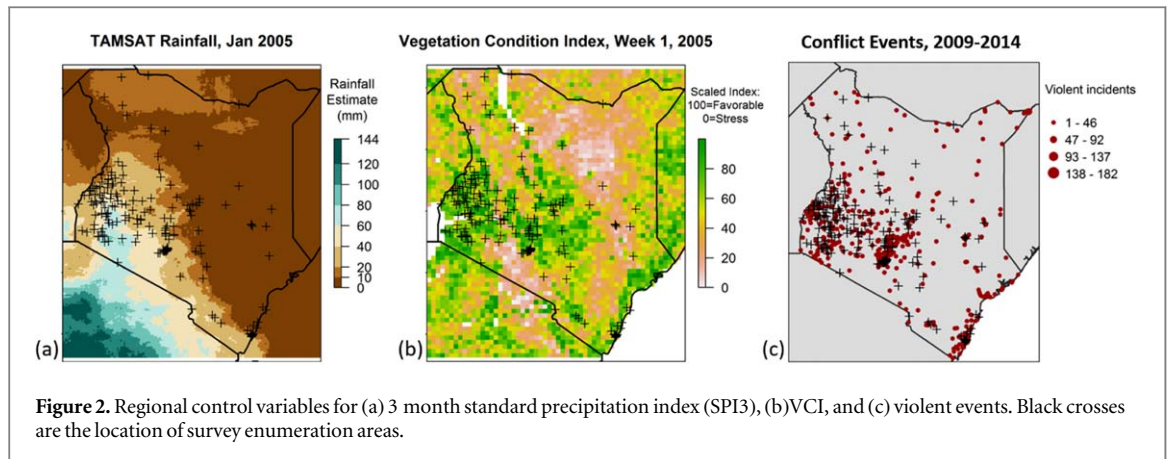 TAMSAT Rainfall, Jan 2005
Rainfall
Estimate
(mm)
144
120
100
80
60
40
20
10
0
(a)
Vegetation Condition Index, Week 1, 2005
Scaled Index:
100=Favorable
0=Stress
80
60
40
20
0
(b)
Conflict Events, 2009-2014
Violent incidents
1 - 46
47 - 92
93 - 137
138 - 182
(c)
Figure 2. Regional control variables for (a) 3 month standard precipitation index (SPI3), (b)VCI, and (c) violent events. Black crosses
are the location of survey enumeration areas.